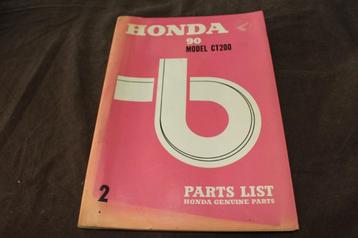 HONDA
90
MODEL CT200
b
2
PARTS LIST
HONDA GENUINE PARTS